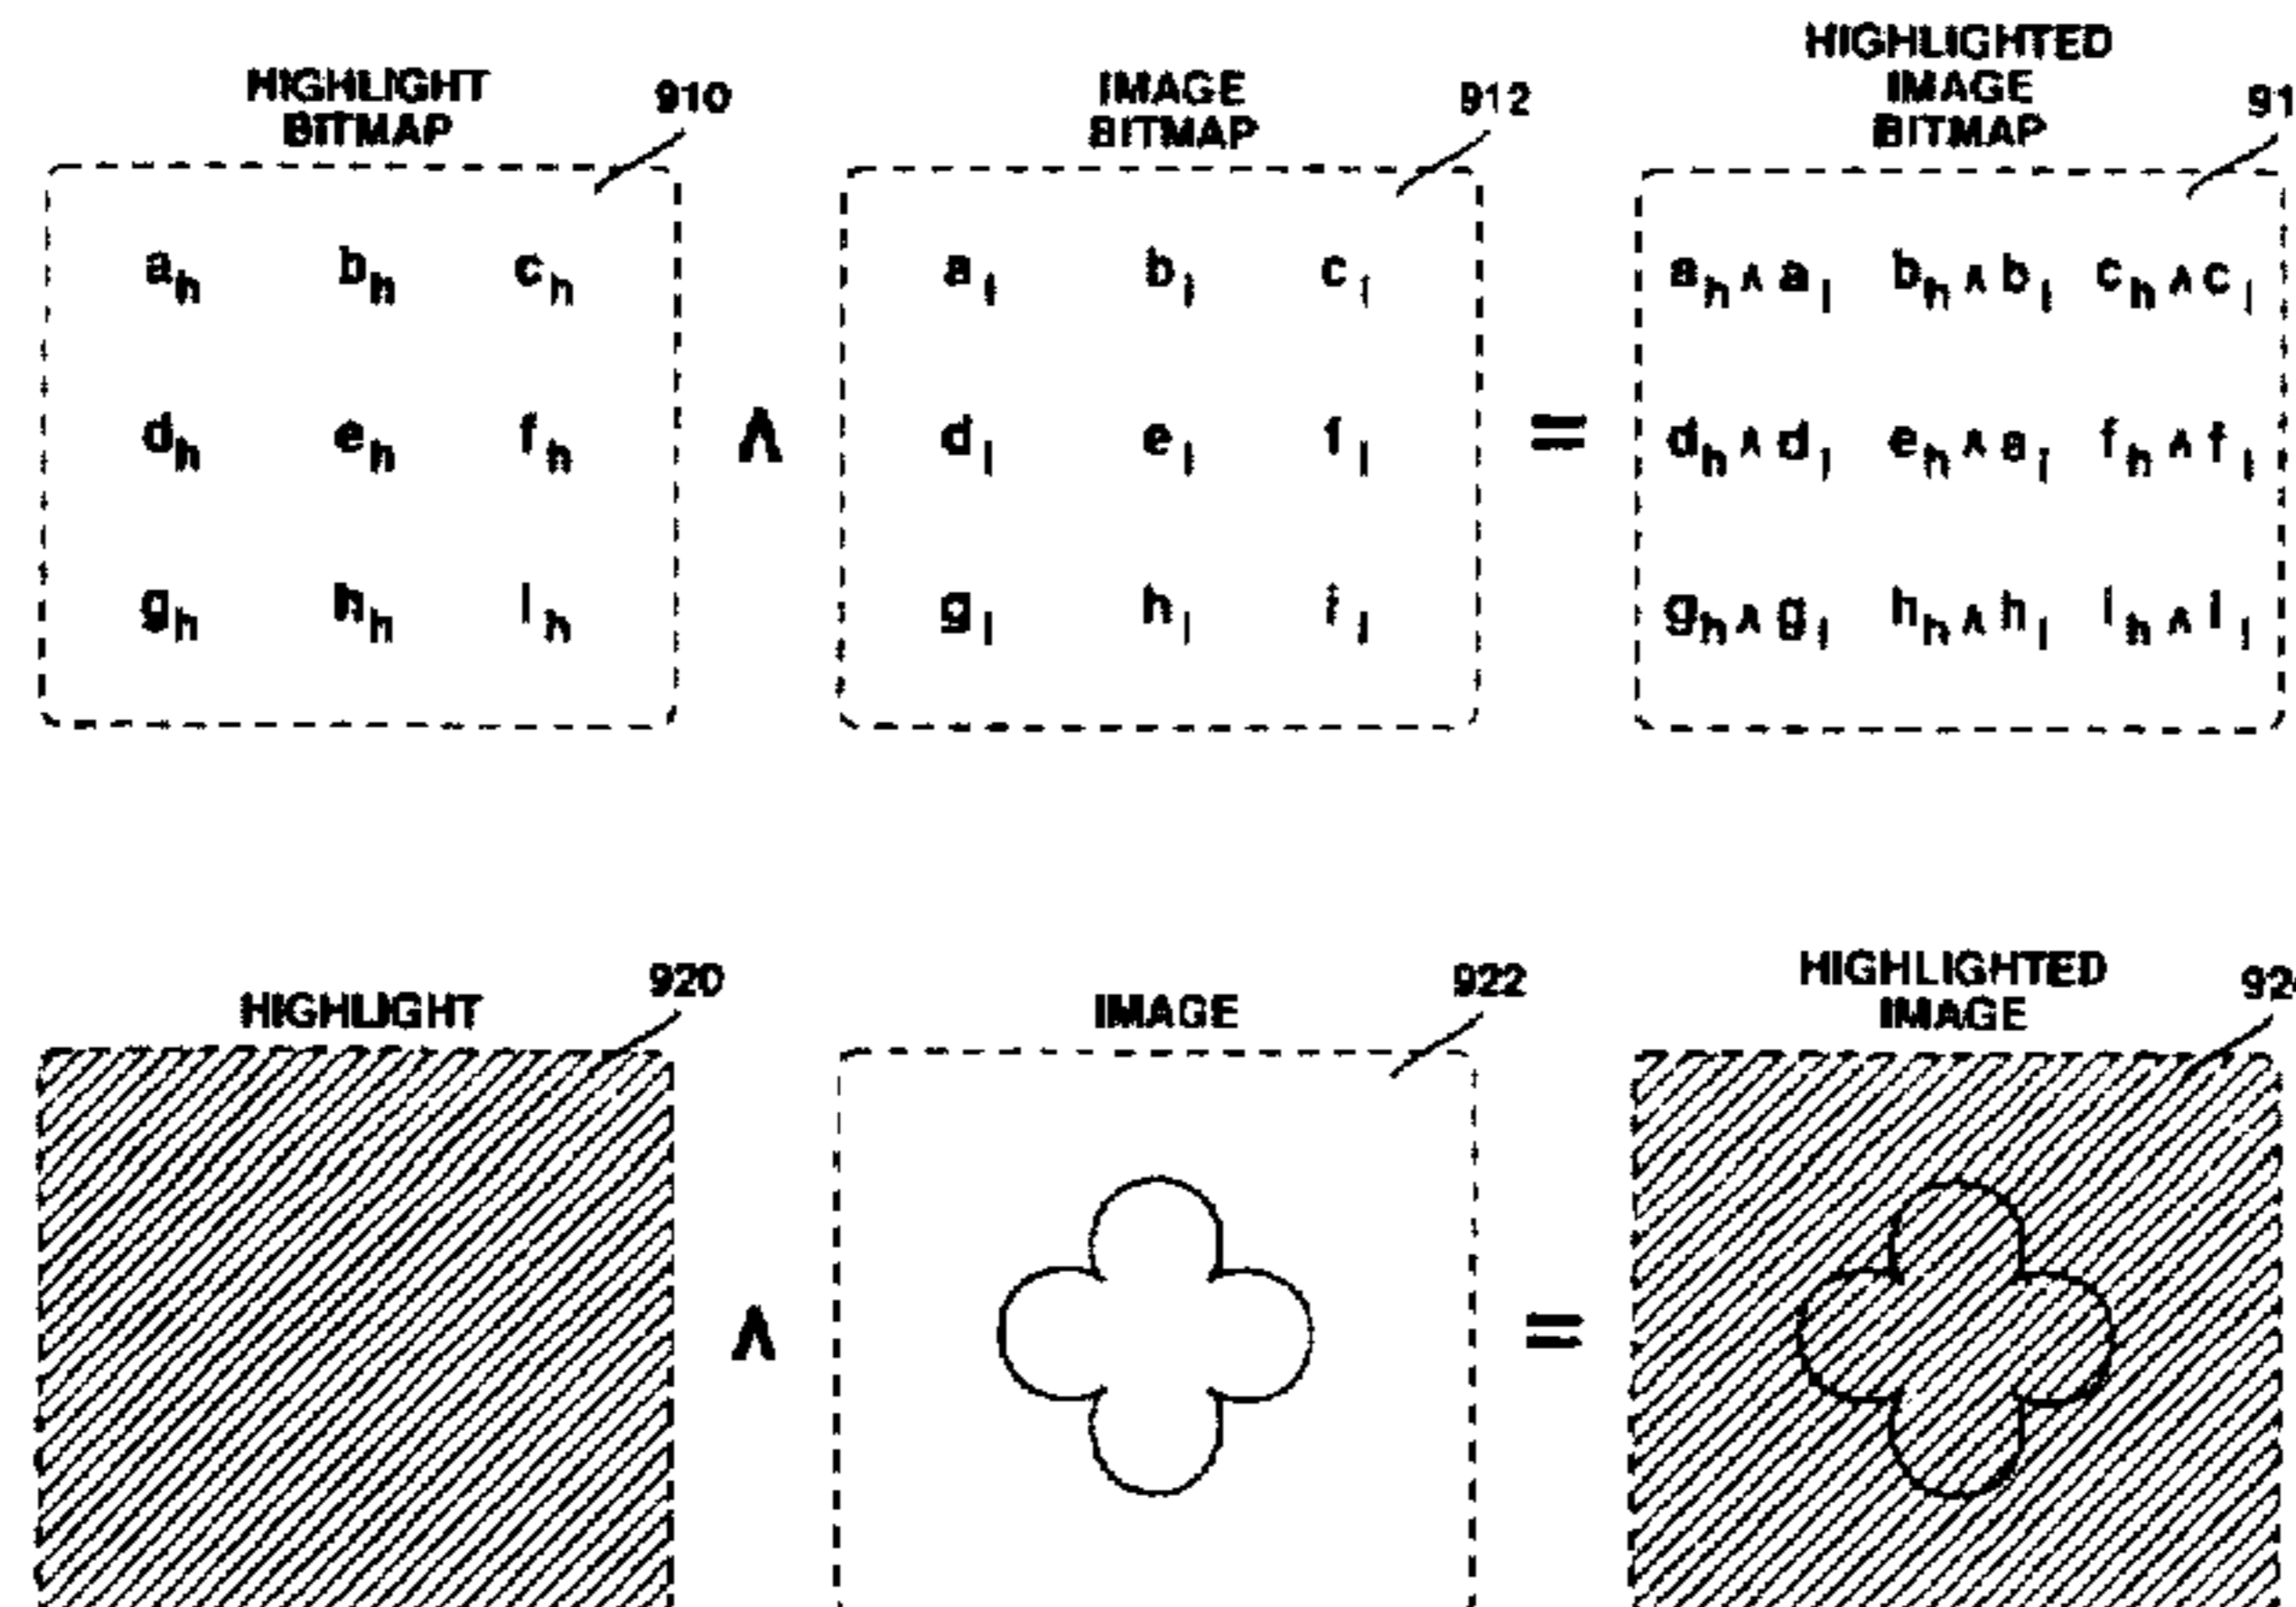 HIGHLIGHT
BITMAP
910
IMAGE
BITMAP
912
HIGHLIGHTED
IMAGE
BITMAP
91
a_h b_h c_h
d_h e_h f_h
g_h h_h i_h
∧
a_i b_i c_i
d_i e_i f_i
g_i h_i i_i
=
a_h ∧ a_i b_h ∧ b_i c_h ∧ c_i
d_h ∧ d_i e_h ∧ e_i f_h ∧ f_i
g_h ∧ g_i h_h ∧ h_i i_h ∧ i_i
HIGHLIGHT
920
∧
IMAGE
922
=
HIGHLIGHTED
IMAGE
92